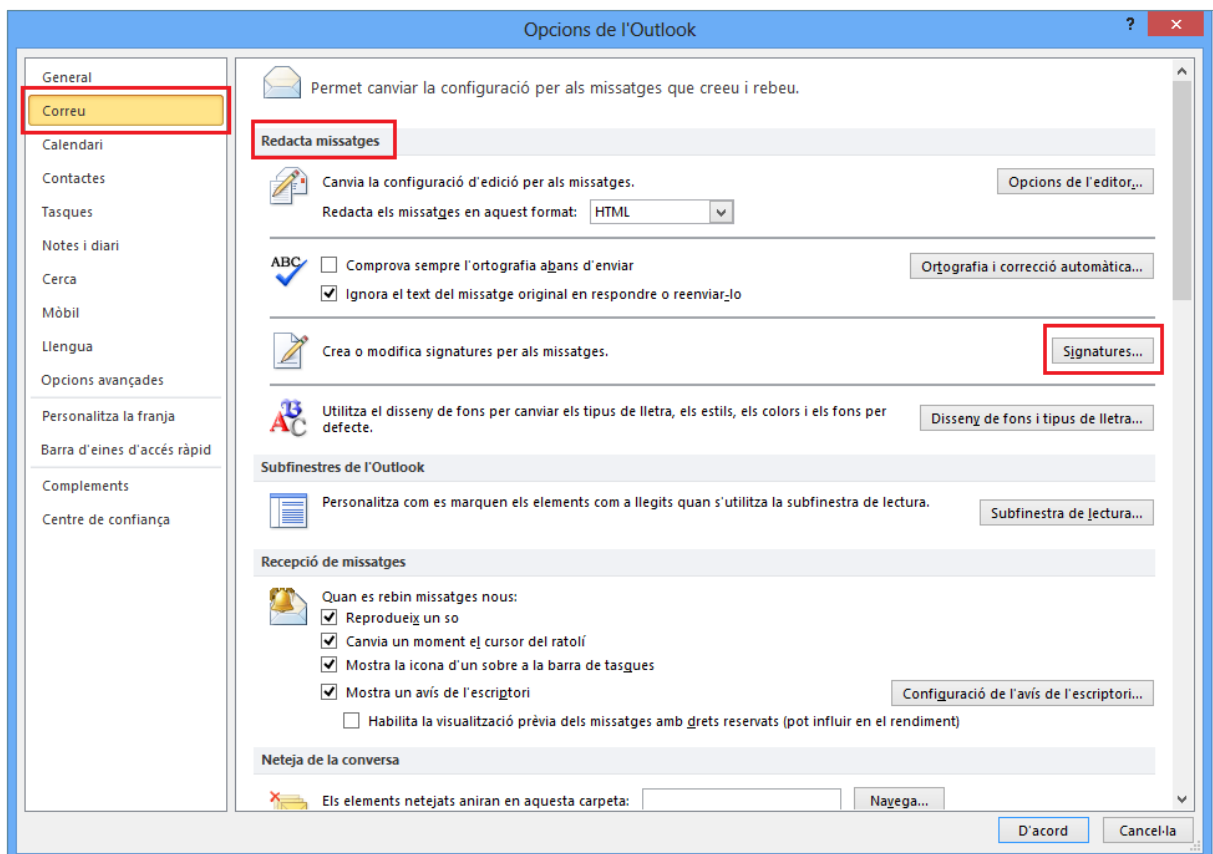 Opcions de l'Outlook
?
General
Correu
Calendari
Contactes
Tasques
Notes i diari
Cerca
Mòbil
Llengua
Opcions avançades
Personalitza la franja
Barra d'eines d'accés ràpid
Complements
Centre de confiança
Permet canviar la configuració per als missatges que creeu i rebeu.
Redacta missatges
Canvia la configuració d'edició per als missatges.
Opcions de l'editor...
Redacta els missatges en aquest format: HTML
ABC
Comprova sempre l'ortografia abans d'enviar
Ortografia i correcció automàtica...
Ignora el text del missatge original en respondre o reenviar-lo
Crea o modifica signatures per als missatges.
Signatures...
Utilitza el disseny de fons per canviar els tipus de lletra, els estils, els colors i els fons per
defecte.
Disseny de fons i tipus de lletra...
Subfinestres de l'Outlook
Personalitza com es marquen els elements com a llegits quan s'utilitza la subfinestra de lectura.
Subfinestra de lectura...
Recepció de missatges
Quan es rebin missatges nous:
Reprodueix un so
Canvia un moment el cursor del ratolí
Mostra la icona d'un sobre a la barra de tasques
Mostra un avís de l'escriptori
Configuració de l'avís de l'escriptori...
Habilita la visualització prèvia dels missatges amb drets reservats (pot influir en el rendiment)
Neteja de la conversa
Els elements netejats aniran en aquesta carpeta:
Navega...
D'acord
Cancel·la